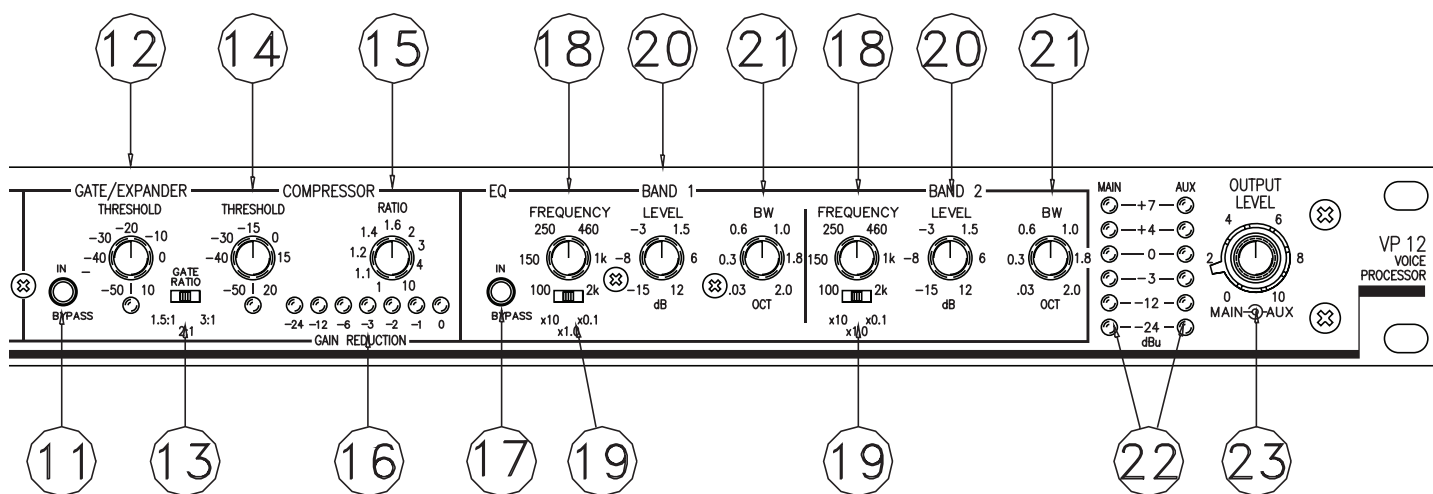 12 14 15 18 20 21 18 20 21
GATE/EXPANDER COMPRESSOR EQ BAND 1 BAND 2
THRESHOLD THRESHOLD RATIO
-50 -40 -30 -20 -10 0 10
-50 -40 -30 -15 0 15 20
1 1.1 1.2 1.4 1.6 2 3 4 10
IN
BYPASS
GATE
RATIO
1.5:1 2:1 3:1
-24 -12 -6 -3 -2 -1 0
GAIN REDUCTION
IN
BYPASS
FREQUENCY LEVEL BW
100 150 250 460 1k 2k
x10 x1.0 x0.1
-15 -8 -3 1.5 6 12
dB
.03 0.3 0.6 1.0 1.8 2.0
OCT
FREQUENCY LEVEL BW
100 150 250 460 1k 2k
x10 x1.0 x0.1
-15 -8 -3 1.5 6 12
dB
.03 0.3 0.6 1.0 1.8 2.0
OCT
MAIN AUX
+7
+4
0
-3
-12
-24
dBu
OUTPUT
LEVEL
0 2 4 6 8 10
MAIN AUX
VP 12
VOICE
PROCESSOR
11 13 16 17 19 19 22 23